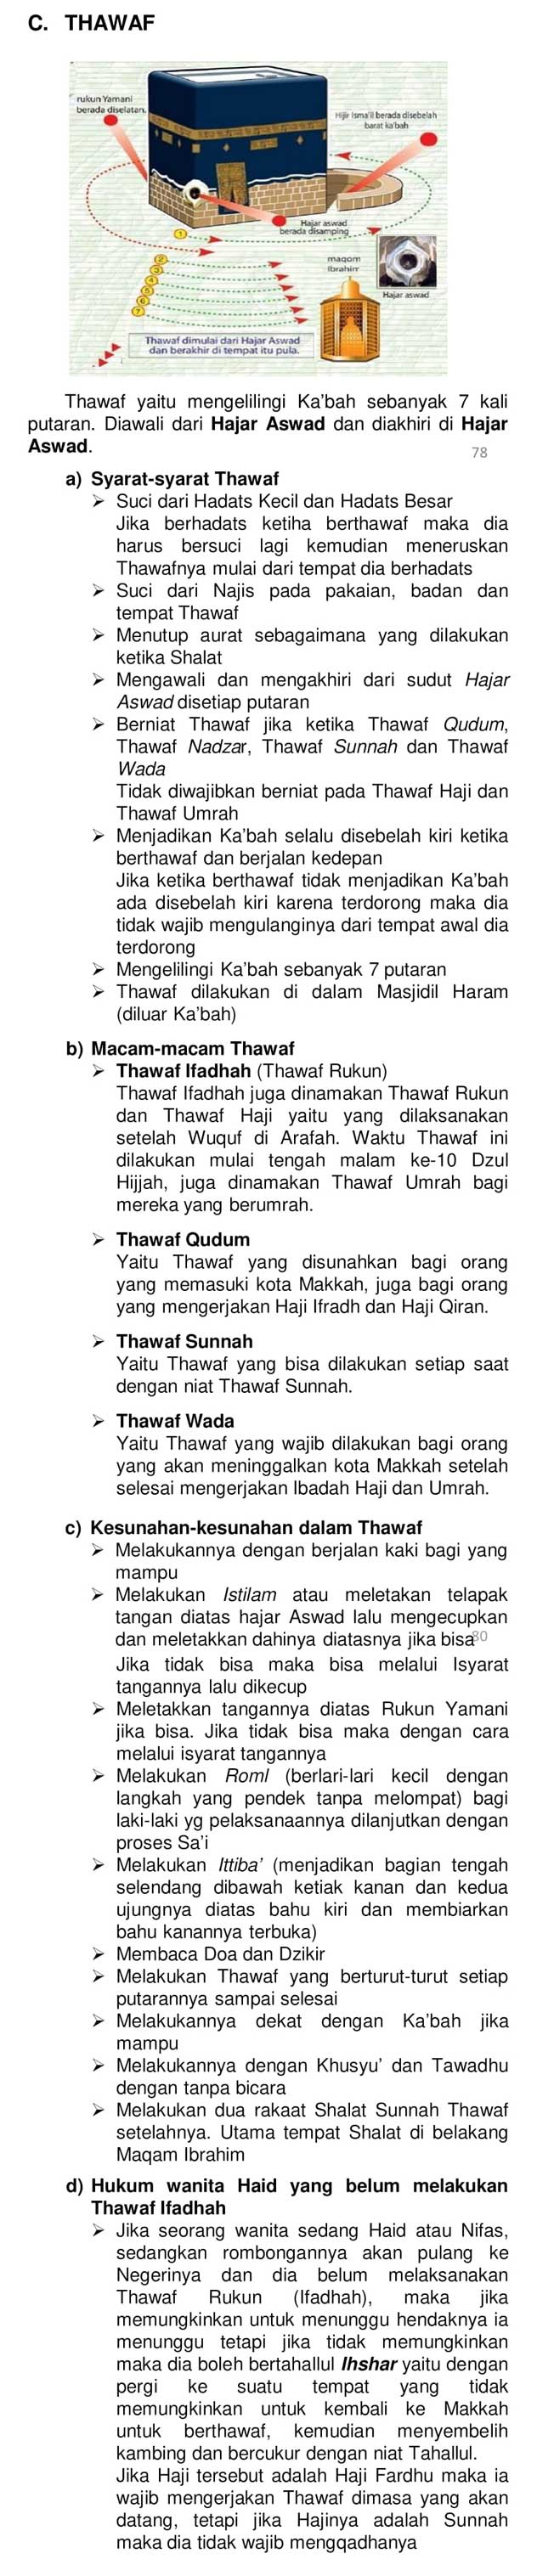 C. THAWAF
rukun Yamani
berada diselatan.
Hijir Isma'il berada disebelah
barat ka'bah
Hajar aswad
berada disamping
1
2
3
4
5
6
7
maqom
Ibrahim
Hajar aswad
Thawaf dimulai dari Hajar Aswad
dan berakhir di tempat itu pula.
Thawaf yaitu mengelilingi Ka'bah sebanyak 7 kali
putaran. Diawali dari Hajar Aswad dan diakhiri di Hajar
Aswad.
78
a) Syarat-syarat Thawaf
➢ Suci dari Hadats Kecil dan Hadats Besar
Jika berhadats ketiha berthawaf maka dia
harus bersuci lagi kemudian meneruskan
Thawafnya mulai dari tempat dia berhadats
➢ Suci dari Najis pada pakaian, badan dan
tempat Thawaf
➢ Menutup aurat sebagaimana yang dilakukan
ketika Shalat
➢ Mengawali dan mengakhiri dari sudut Hajar
Aswad disetiap putaran
➢ Berniat Thawaf jika ketika Thawaf Qudum,
Thawaf Nadzar, Thawaf Sunnah dan Thawaf
Wada
Tidak diwajibkan berniat pada Thawaf Haji dan
Thawaf Umrah
➢ Menjadikan Ka'bah selalu disebelah kiri ketika
berthawaf dan berjalan kedepan
Jika ketika berthawaf tidak menjadikan Ka'bah
ada disebelah kiri karena terdorong maka dia
tidak wajib mengulanginya dari tempat awal dia
terdorong
➢ Mengelilingi Ka'bah sebanyak 7 putaran
➢ Thawaf dilakukan di dalam Masjidil Haram
(diluar Ka'bah)
b) Macam-macam Thawaf
➢ Thawaf Ifadhah (Thawaf Rukun)
Thawaf Ifadhah juga dinamakan Thawaf Rukun
dan Thawaf Haji yaitu yang dilaksanakan
setelah Wuquf di Arafah. Waktu Thawaf ini
dilakukan mulai tengah malam ke-10 Dzul
Hijjah, juga dinamakan Thawaf Umrah bagi
mereka yang berumrah.
➢ Thawaf Qudum
Yaitu Thawaf yang disunahkan bagi orang
yang memasuki kota Makkah, juga bagi orang
yang mengerjakan Haji Ifradh dan Haji Qiran.
➢ Thawaf Sunnah
Yaitu Thawaf yang bisa dilakukan setiap saat
dengan niat Thawaf Sunnah.
➢ Thawaf Wada
Yaitu Thawaf yang wajib dilakukan bagi orang
yang akan meninggalkan kota Makkah setelah
selesai mengerjakan Ibadah Haji dan Umrah.
c) Kesunahan-kesunahan dalam Thawaf
➢ Melakukannya dengan berjalan kaki bagi yang
mampu
➢ Melakukan Istilam atau meletakan telapak
tangan diatas hajar Aswad lalu mengecupkan
dan meletakkan dahinya diatasnya jika bisa
80
Jika tidak bisa maka bisa melalui Isyarat
tangannya lalu dikecup
➢ Meletakkan tangannya diatas Rukun Yamani
jika bisa. Jika tidak bisa maka dengan cara
melalui isyarat tangannya
➢ Melakukan Roml (berlari-lari kecil dengan
langkah yang pendek tanpa melompat) bagi
laki-laki yg pelaksanaannya dilanjutkan dengan
proses Sa'i
➢ Melakukan Ittiba' (menjadikan bagian tengah
selendang dibawah ketiak kanan dan kedua
ujungnya diatas bahu kiri dan membiarkan
bahu kanannya terbuka)
➢ Membaca Doa dan Dzikir
➢ Melakukan Thawaf yang berturut-turut setiap
putarannya sampai selesai
➢ Melakukannya dekat dengan Ka'bah jika
mampu
➢ Melakukannya dengan Khusyu' dan Tawadhu
dengan tanpa bicara
➢ Melakukan dua rakaat Shalat Sunnah Thawaf
setelahnya. Utama tempat Shalat di belakang
Maqam Ibrahim
d) Hukum wanita Haid yang belum melakukan
Thawaf Ifadhah
➢ Jika seorang wanita sedang Haid atau Nifas,
sedangkan rombongannya akan pulang ke
Negerinya dan dia belum melaksanakan
Thawaf Rukun (Ifadhah), maka jika
memungkinkan untuk menunggu hendaknya ia
menunggu tetapi jika tidak memungkinkan
maka dia boleh bertahallul Ihshar yaitu dengan
pergi ke suatu tempat yang tidak
memungkinkan untuk kembali ke Makkah
untuk berthawaf, kemudian menyembelih
kambing dan bercukur dengan niat Tahallul.
Jika Haji tersebut adalah Haji Fardhu maka ia
wajib mengerjakan Thawaf dimasa yang akan
datang, tetapi jika Hajinya adalah Sunnah
maka dia tidak wajib mengqadhanya